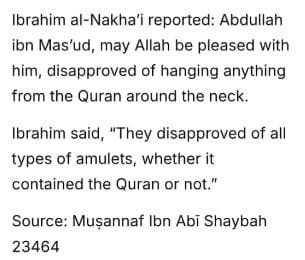 Ibrahim al-Nakha’i reported: Abdullah
ibn Mas’ud, may Allah be pleased with
him, disapproved of hanging anything
from the Quran around the neck.
Ibrahim said, “They disapproved of all
types of amulets, whether it
contained the Quran or not.”
Source: Muṣannaf Ibn Abī Shaybah
23464